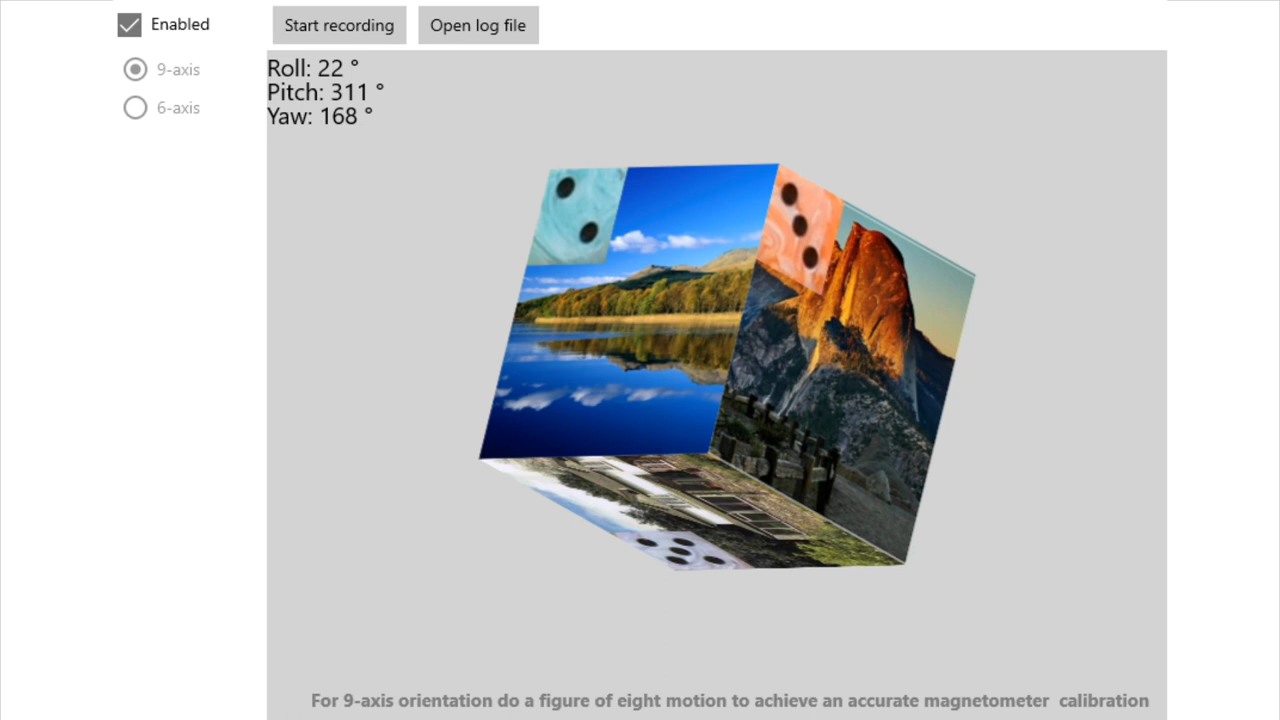 Enabled
Start recording
Open log file
9-axis
6-axis
Roll: 22 °
Pitch: 311 °
Yaw: 168 °
For 9-axis orientation do a figure of eight motion to achieve an accurate magnetometer  calibration